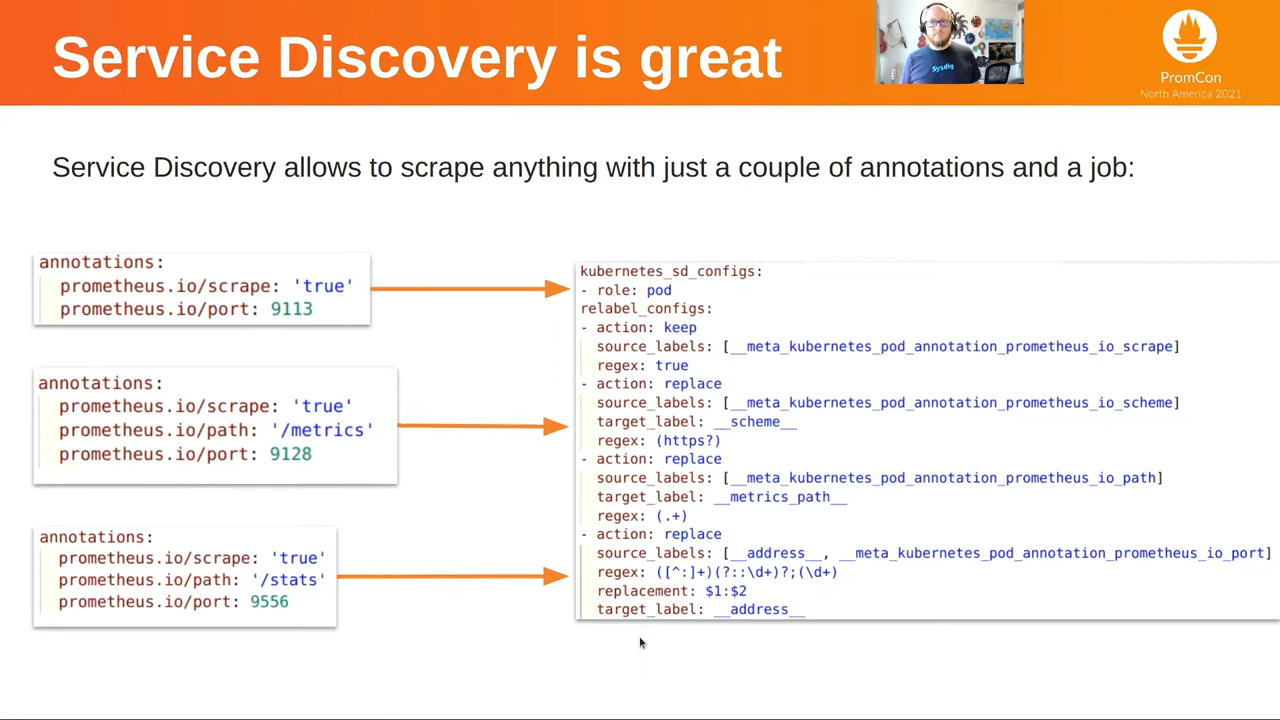 Service Discovery is great
Sysdig
PromCon
North America 2021
Service Discovery allows to scrape anything with just a couple of annotations and a job:
annotations:
prometheus.io/scrape: 'true'
prometheus.io/port: 9113
annotations:
prometheus.io/scrape: 'true'
prometheus.io/path: '/metrics'
prometheus.io/port: 9128
annotations:
prometheus.io/scrape: 'true'
prometheus.io/path: '/stats'
prometheus.io/port: 9556
kubernetes_sd_configs:
- role: pod
relabel_configs:
- action: keep
source_labels: [__meta_kubernetes_pod_annotation_prometheus_io_scrape]
regex: true
- action: replace
source_labels: [__meta_kubernetes_pod_annotation_prometheus_io_scheme]
target_label: __scheme__
regex: (https?)
- action: replace
source_labels: [__meta_kubernetes_pod_annotation_prometheus_io_path]
target_label: __metrics_path__
regex: (.+)
- action: replace
source_labels: [__address__, __meta_kubernetes_pod_annotation_prometheus_io_port]
regex: ([^:]+)(?::\d+)?;(\d+)
replacement: $1:$2
target_label: __address__